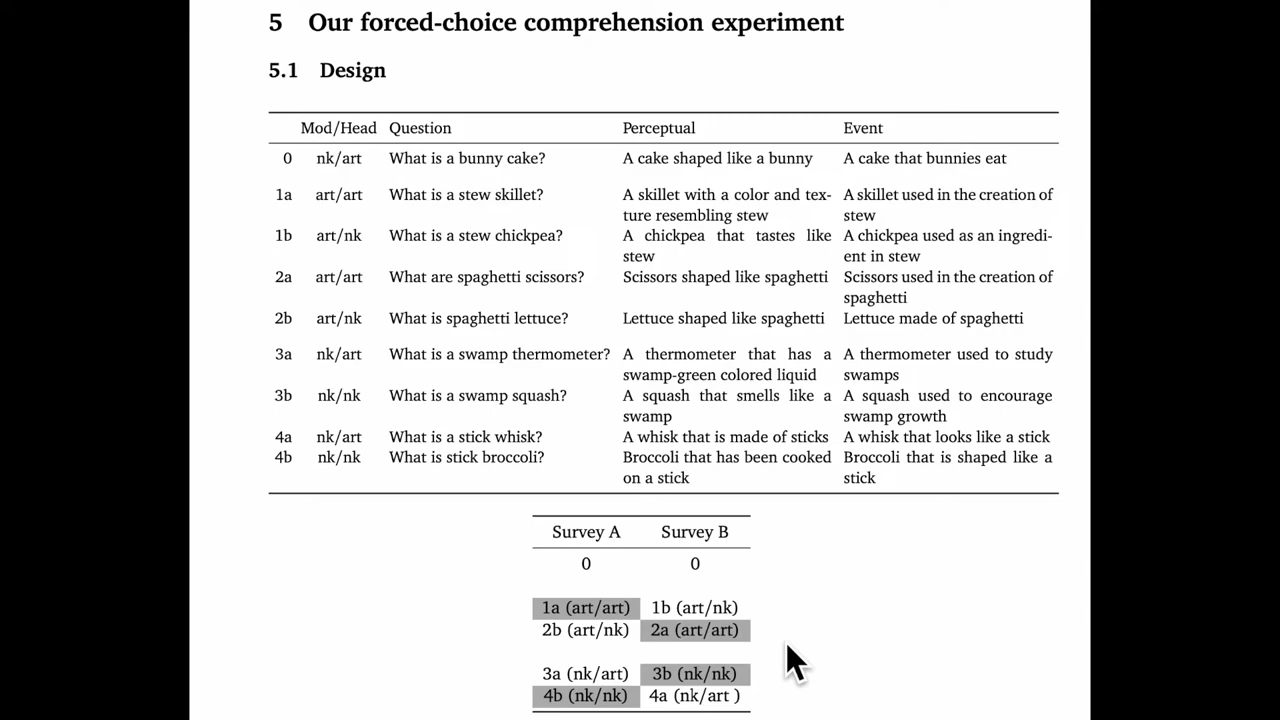 5 Our forced-choice comprehension experiment
5.1 Design
Mod/Head Question Perceptual Event
0 nk/art What is a bunny cake? A cake shaped like a bunny A cake that bunnies eat
1a art/art What is a stew skillet? A skillet with a color and tex- A skillet used in the creation of
ture resembling stew stew
1b art/nk What is a stew chickpea? A chickpea that tastes like A chickpea used as an ingredi-
stew ent in stew
2a art/art What are spaghetti scissors? Scissors shaped like spaghetti Scissors used in the creation of
spaghetti
2b art/nk What is spaghetti lettuce? Lettuce shaped like spaghetti Lettuce made of spaghetti
3a nk/art What is a swamp thermometer? A thermometer that has a A thermometer used to study
swamp-green colored liquid swamps
3b nk/nk What is a swamp squash? A squash that smells like a A squash used to encourage
swamp swamp growth
4a nk/art What is a stick whisk? A whisk that is made of sticks A whisk that looks like a stick
4b nk/nk What is stick broccoli? Broccoli that has been cooked Broccoli that is shaped like a
on a stick stick
Survey A Survey B
0 0
1a (art/art) 1b (art/nk)
2b (art/nk) 2a (art/art)
3a (nk/art) 3b (nk/nk)
4b (nk/nk) 4a (nk/art )